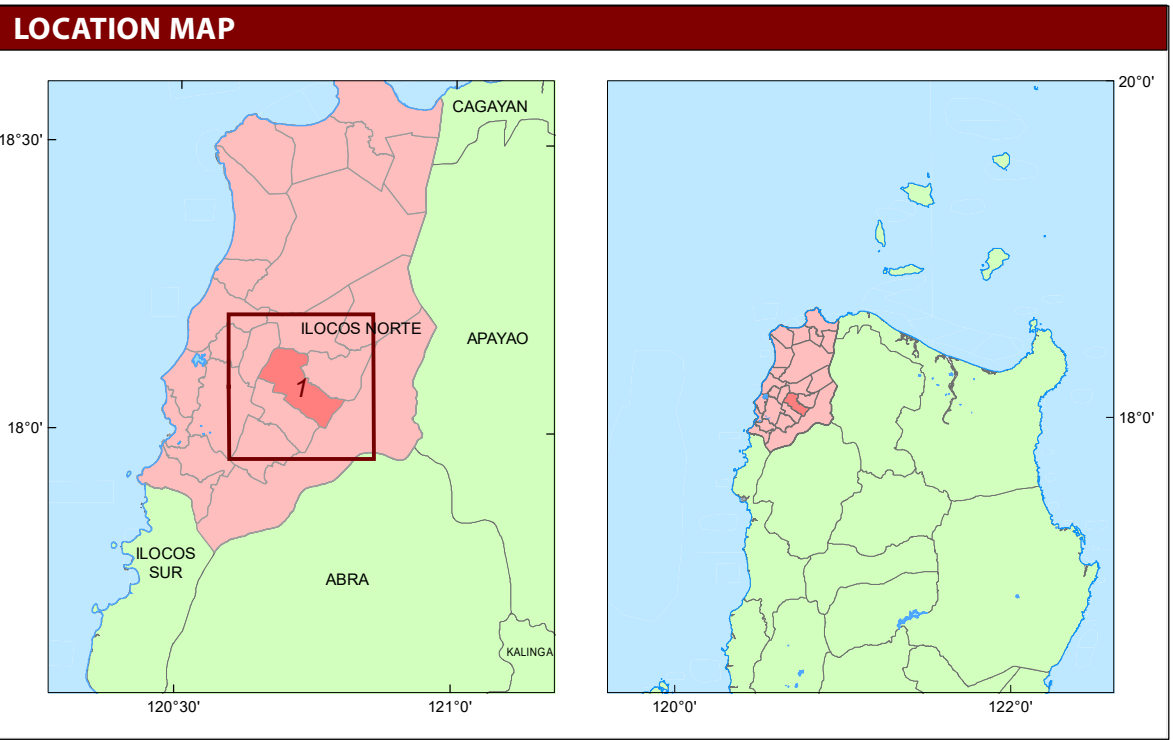 LOCATION MAP
CAGAYAN
18°30'
ILOCOS NORTE
APAYAO
1
18°0'
ILOCOS
SUR
ABRA
KALINGA
120°30'
121°0'
20°0'
18°0'
120°0'
122°0'